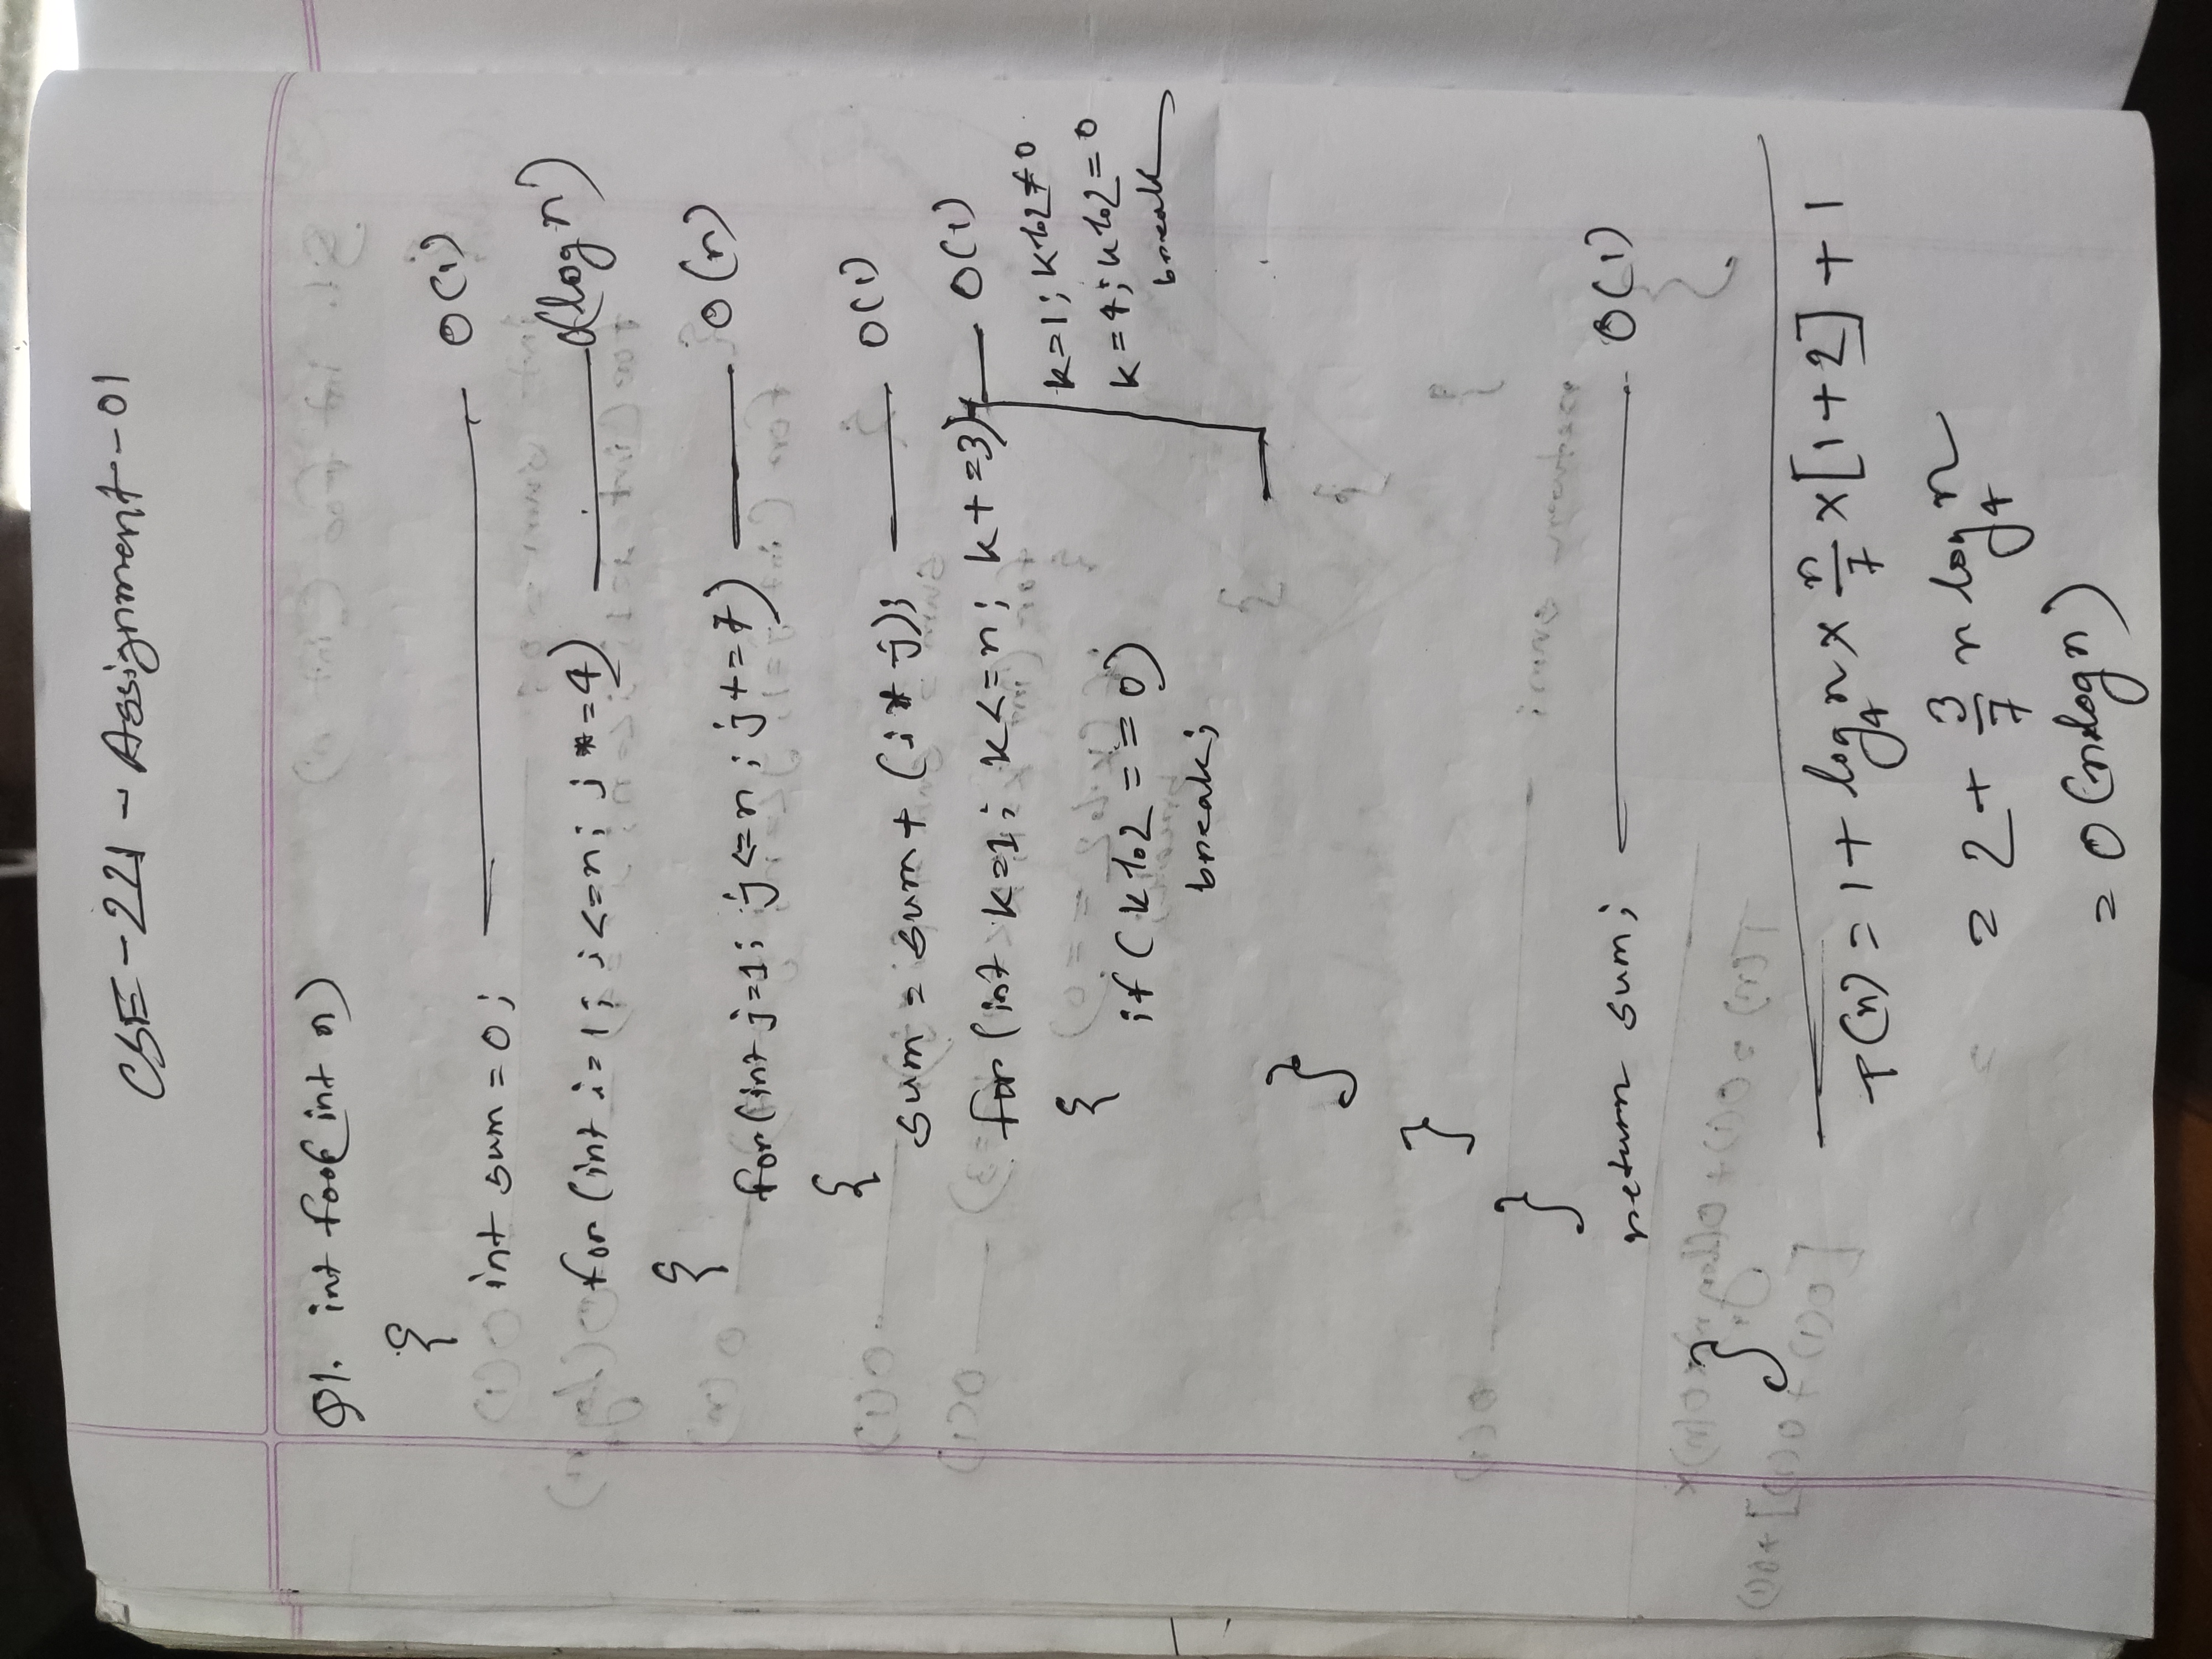 CSE-221 - Assignment-01
Q1. int foo(int n)
{
int sum = 0; O(1)
for (int i = 1; i <= n; i *= 4) O(log n)
{
for (int j = 1; j <= n; j += 7) O(n)
{
sum = sum + (i * j); O(1)
for (int k = 1; k <= n; k += 3) O(1)
{ k = 1; k%2 ≠ 0
if (k%2 == 0) k = 4; k%2 == 0
break; break
}
}
}
return sum; O(1)
}
T(n) = 1 + log₄ n × n/7 × [1+2] + 1
= 2 + 3/7 n log₄ n
= O(n log n)